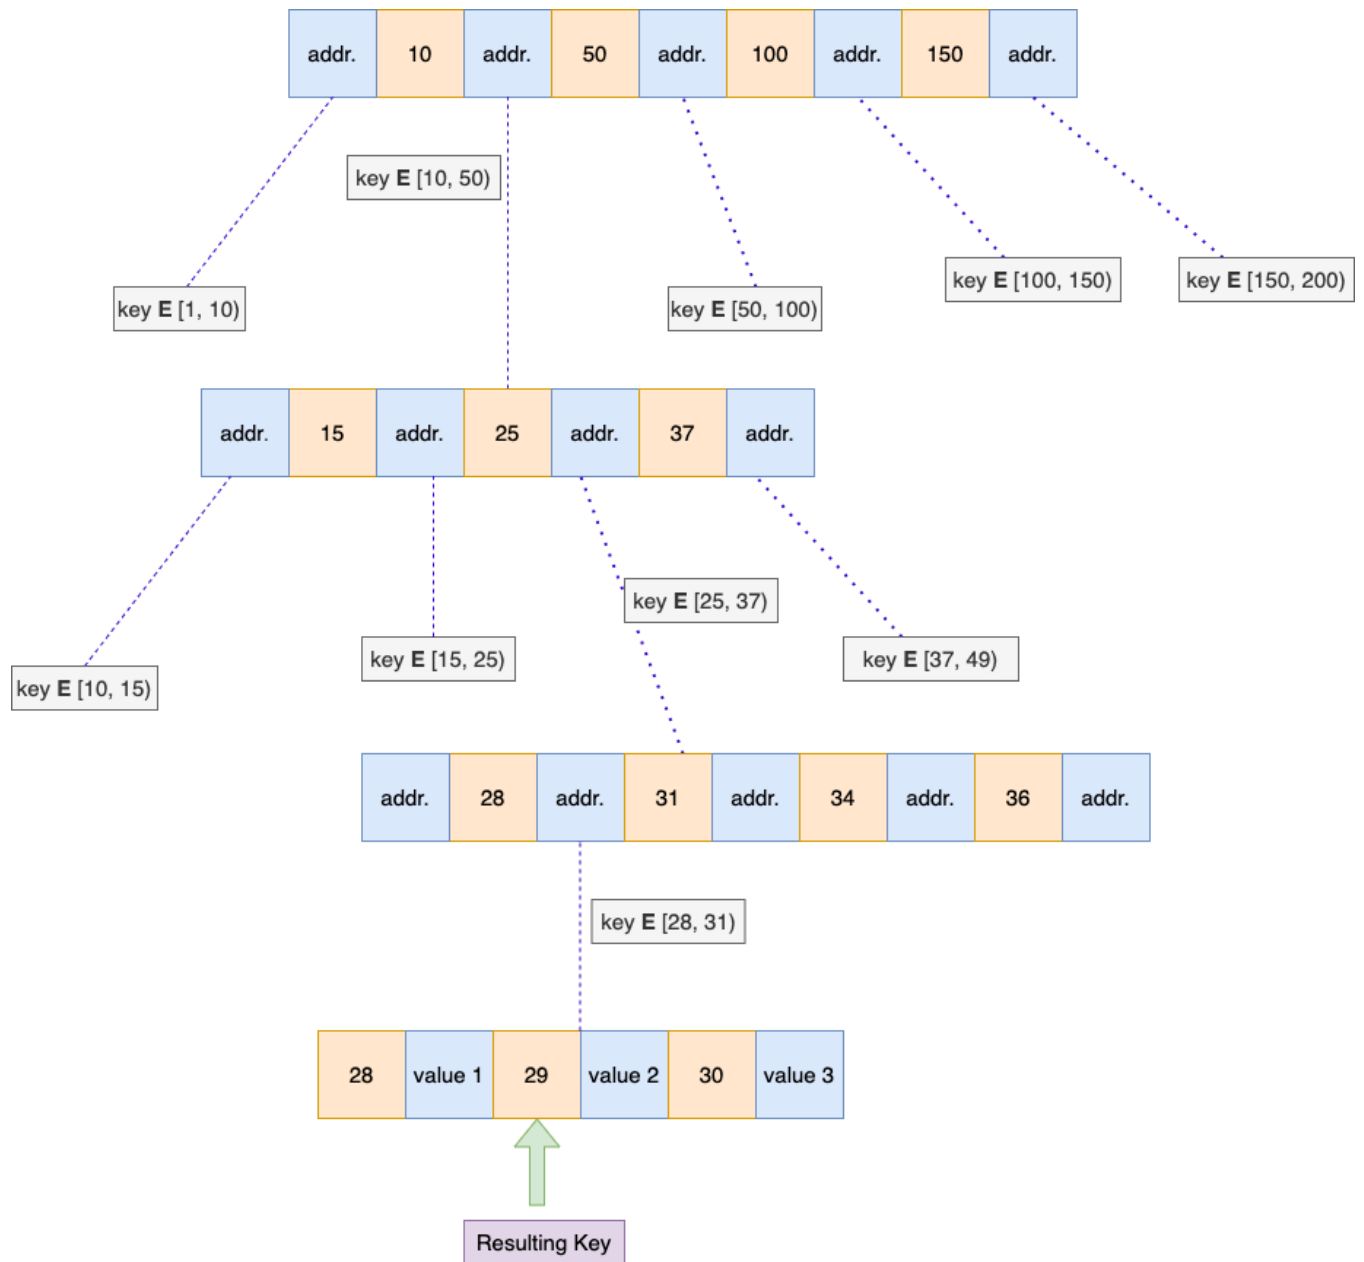 addr. 10 addr. 50 addr. 100 addr. 150 addr.
key E [10, 50)
key E [1, 10)
key E [50, 100)
key E [100, 150)
key E [150, 200)
addr. 15 addr. 25 addr. 37 addr.
key E [25, 37)
key E [10, 15)
key E [15, 25)
key E [37, 49)
addr. 28 addr. 31 addr. 34 addr. 36 addr.
key E [28, 31)
28 value 1 29 value 2 30 value 3
Resulting Key